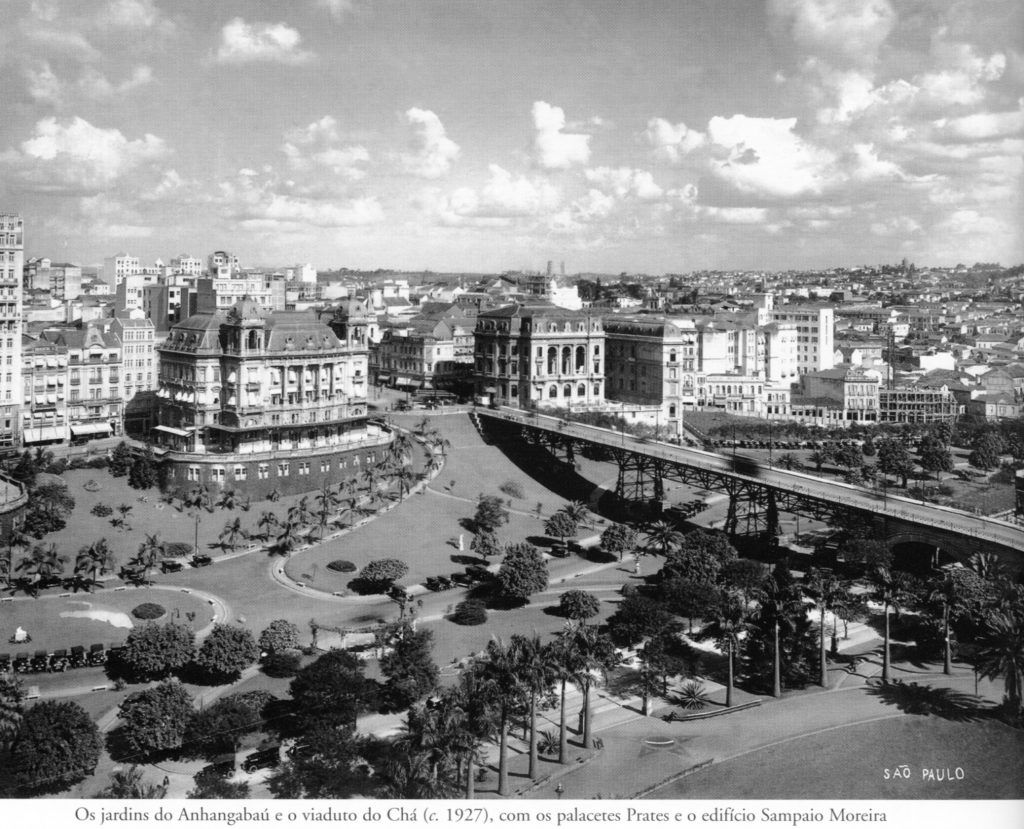 SÃO PAULO
Os jardins do Anhangabaú e o viaduto do Chá (c. 1927), com os palacetes Prates e o edifício Sampaio Moreira